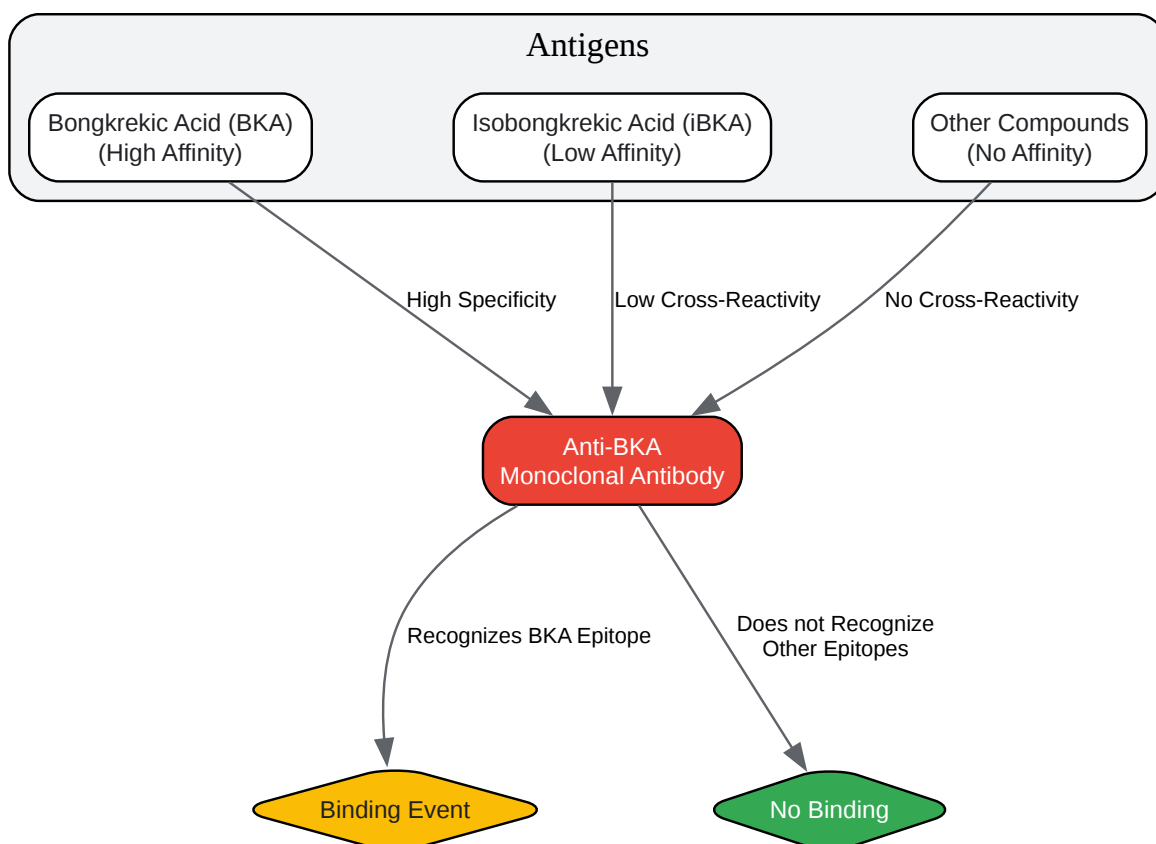 Antigens
Bongkrekic Acid (BKA)
(High Affinity)
Isobongkrekic Acid (iBKA)
(Low Affinity)
Other Compounds
(No Affinity)
High Specificity
Low Cross-Reactivity
No Cross-Reactivity
Anti-BKA
Monoclonal Antibody
Recognizes BKA Epitope
Does not Recognize
Other Epitopes
Binding Event
No Binding